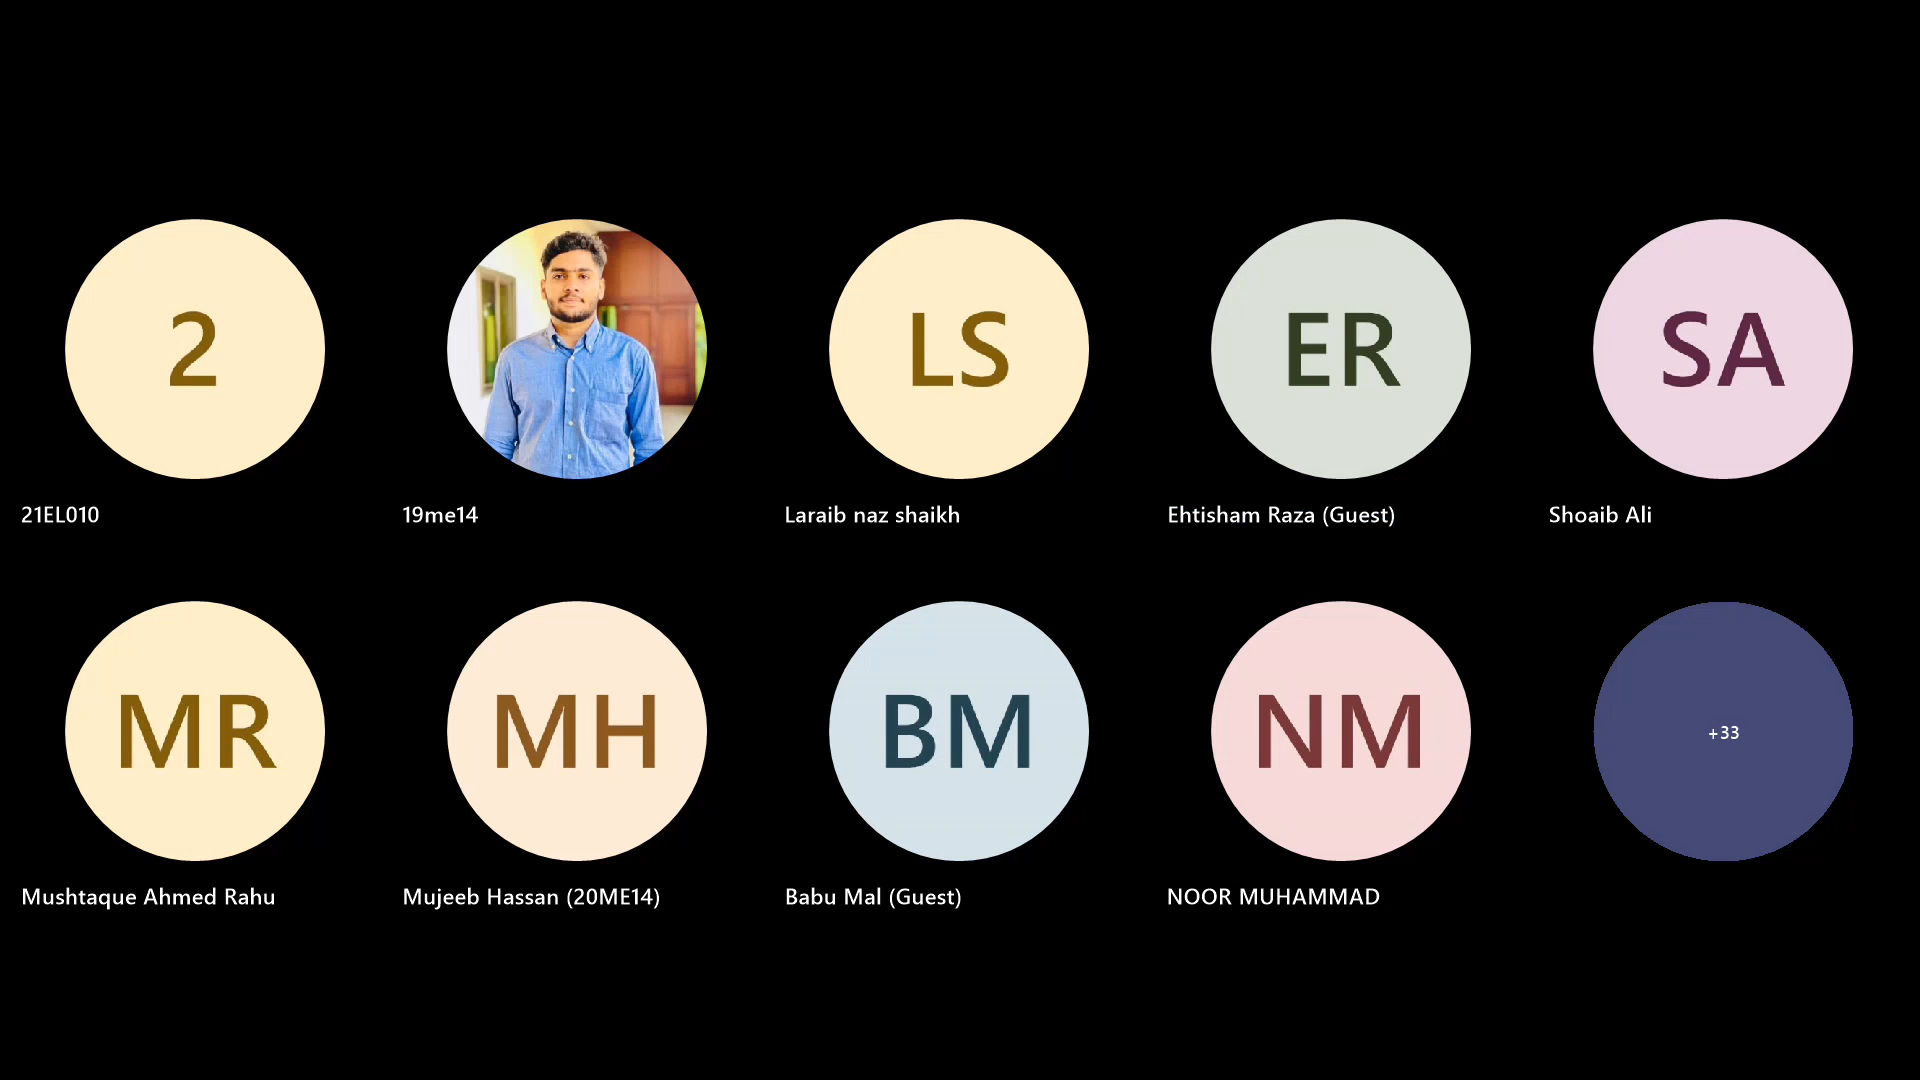 2
LS
ER
SA
21EL010
19me14
Laraib naz shaikh
Ehtisham Raza (Guest)
Shoaib Ali
MR
MH
BM
NM
+33
Mushtaque Ahmed Rahu
Mujeeb Hassan (20ME14)
Babu Mal (Guest)
NOOR MUHAMMAD